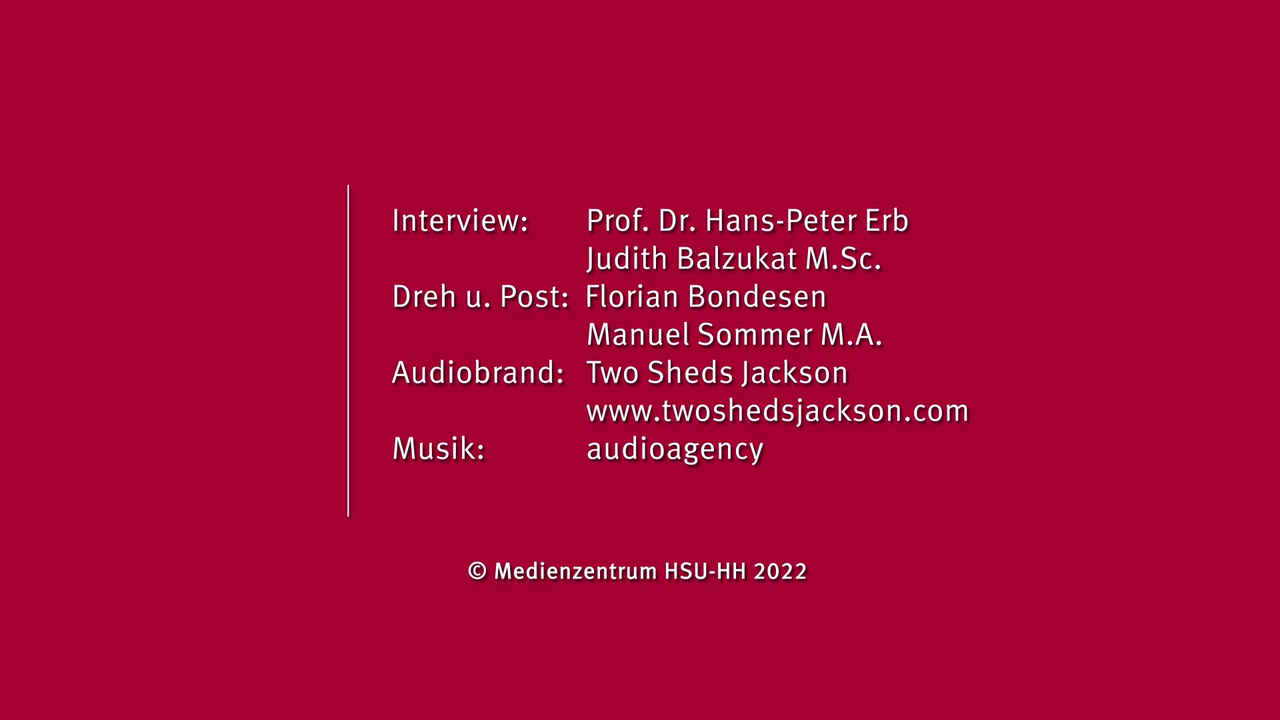 Interview: Prof. Dr. Hans-Peter Erb
Judith Balzukat M.Sc.
Dreh u. Post: Florian Bondesen
Manuel Sommer M.A.
Audiobrand: Two Sheds Jackson
www.twoshedsjackson.com
Musik: audioagency
© Medienzentrum HSU-HH 2022